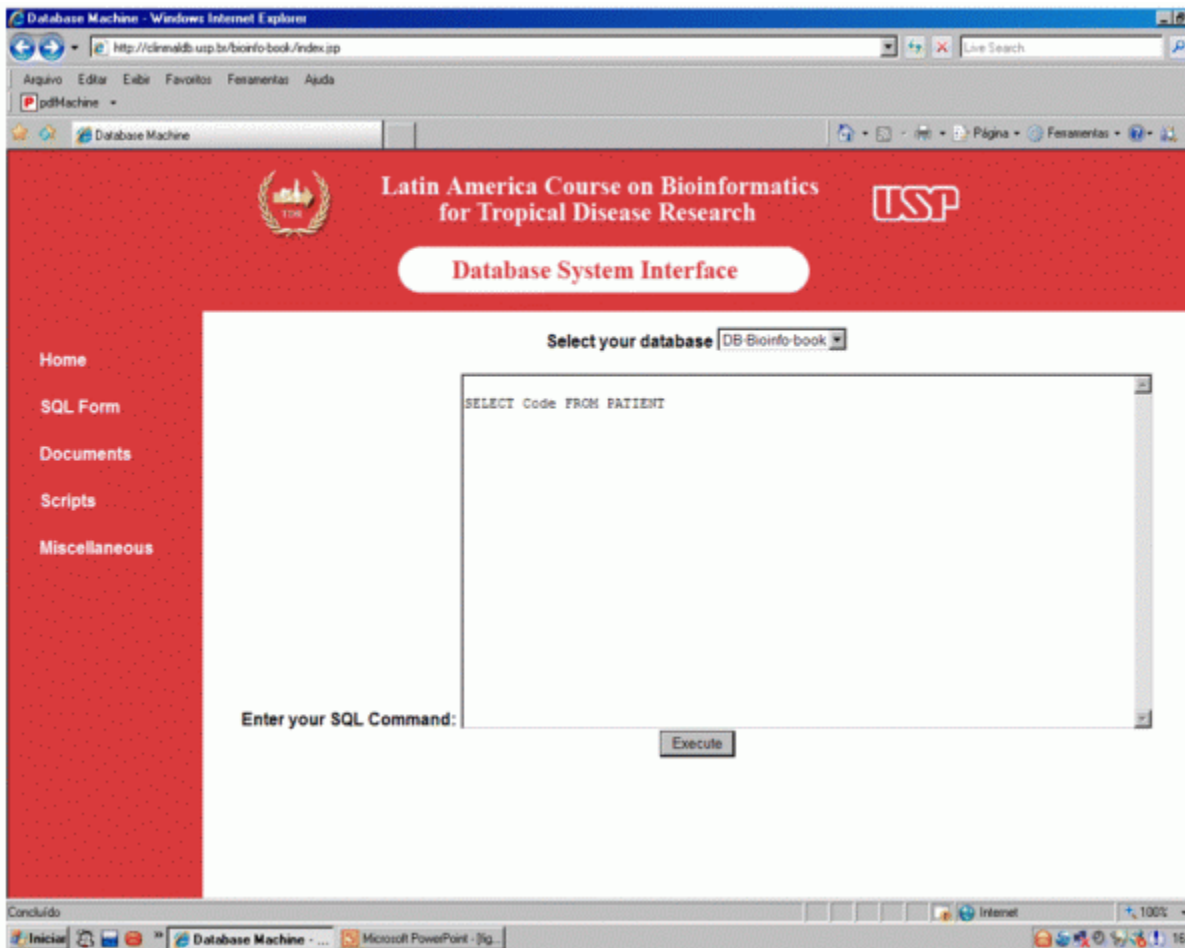 Database Machine - Windows Internet Explorer
http://clinmaldb.usp.br/bioinfo-book/index.jsp
Live Search
Arquivo Editar Exibir Favoritos Ferramentas Ajuda
pdfMachine
Database Machine
Página
Ferramentas
TDR
Latin America Course on Bioinformatics
for Tropical Disease Research
USP
Database System Interface
Select your database DB-Bioinfo-book
Home
SQL Form
Documents
Scripts
Miscellaneous
SELECT Code FROM PATIENT
Enter your SQL Command:
Execute
Concluído
Internet
100%
Iniciar
Database Machine - ...
Microsoft PowerPoint - [fig...